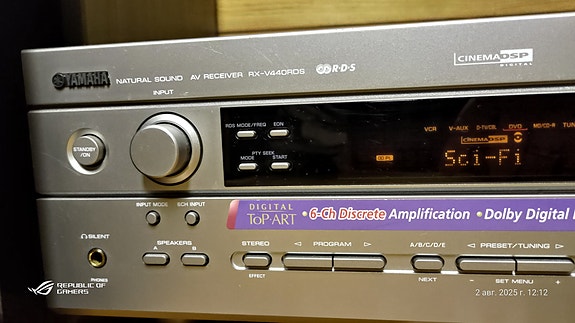 YAMAHA NATURAL SOUND AV RECEIVER RX-V440RDS R·D·S
CINEMA DSP
DIGITAL
INPUT
STANDBY
/ON
RDS MODE/FREQ EON
PTY SEEK
MODE START
VCR V-AUX D-TV/CBL DVD MD/CD-R TUN
CINEMA DSP
Sci-Fi
INPUT MODE 6CH INPUT
DIGITAL
ToP-ART
• 6-Ch Discrete Amplification • Dolby Digital
SILENT
PHONES
SPEAKERS
A B
STEREO
EFFECT
PROGRAM
A/B/C/D/E
NEXT
PRESET/TUNING
– SET MENU +
REPUBLIC OF
GAMERS
2 авг. 2025 г. 12:12